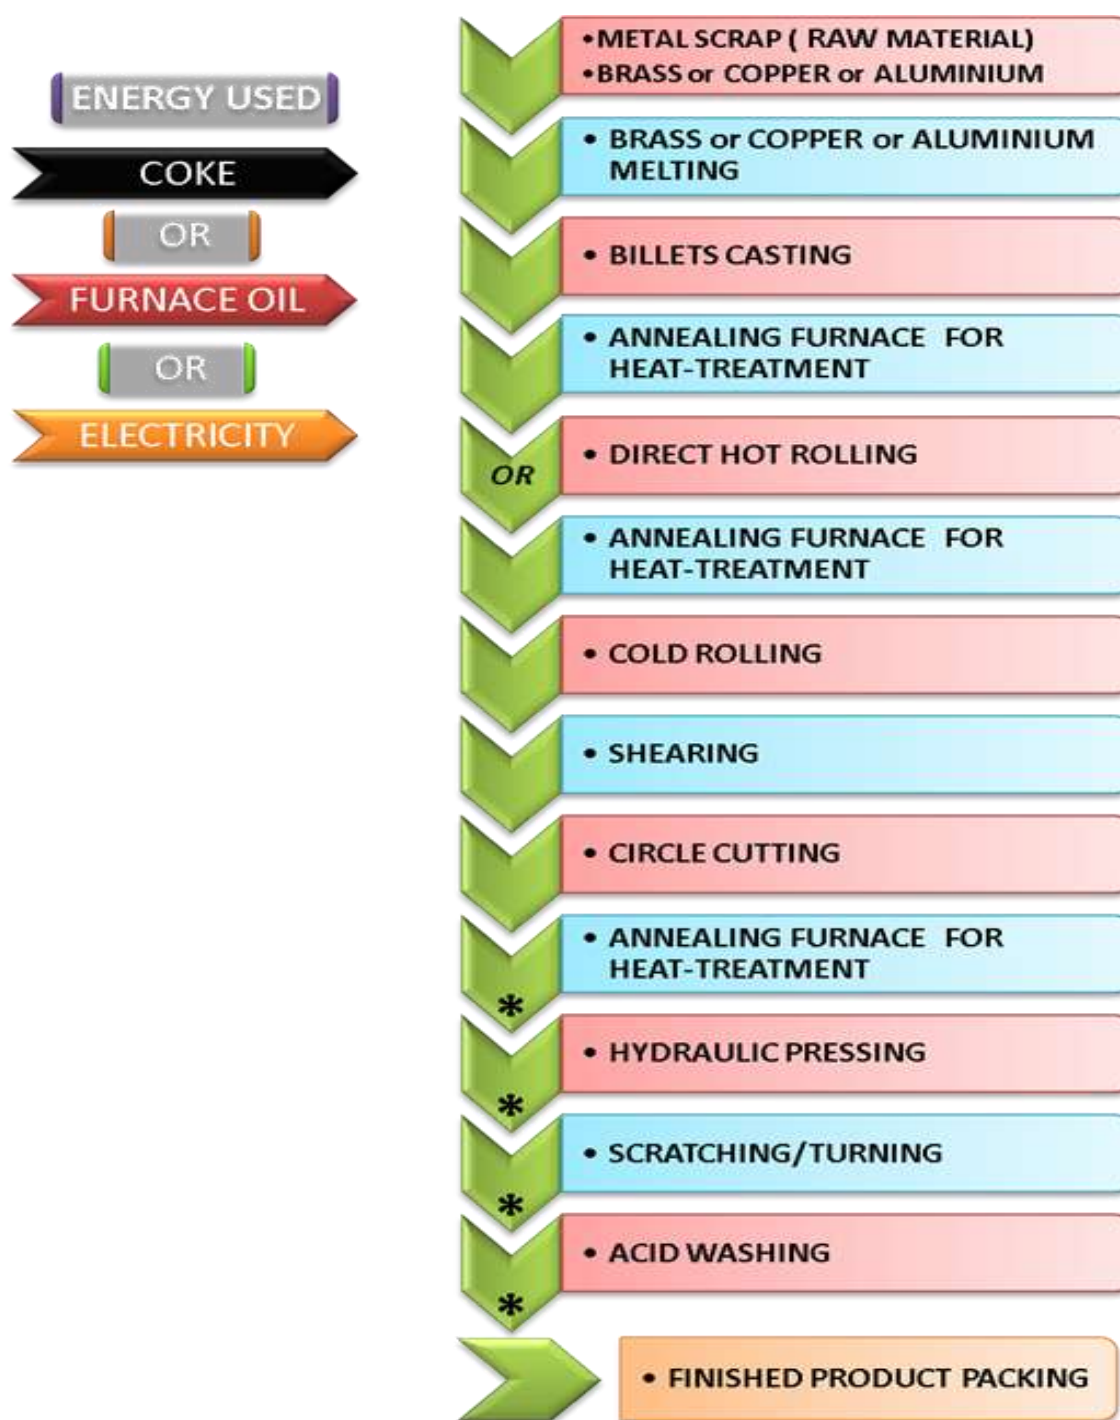 ENERGY USED
COKE
OR
FURNACE OIL
OR
ELECTRICITY
•METAL SCRAP ( RAW MATERIAL)
•BRASS or COPPER or ALUMINIUM
• BRASS or COPPER or ALUMINIUM
MELTING
• BILLETS CASTING
• ANNEALING FURNACE FOR
HEAT-TREATMENT
OR
• DIRECT HOT ROLLING
• ANNEALING FURNACE FOR
HEAT-TREATMENT
• COLD ROLLING
• SHEARING
• CIRCLE CUTTING
• ANNEALING FURNACE FOR
HEAT-TREATMENT
*
• HYDRAULIC PRESSING
*
• SCRATCHING/TURNING
*
• ACID WASHING
*
• FINISHED PRODUCT PACKING